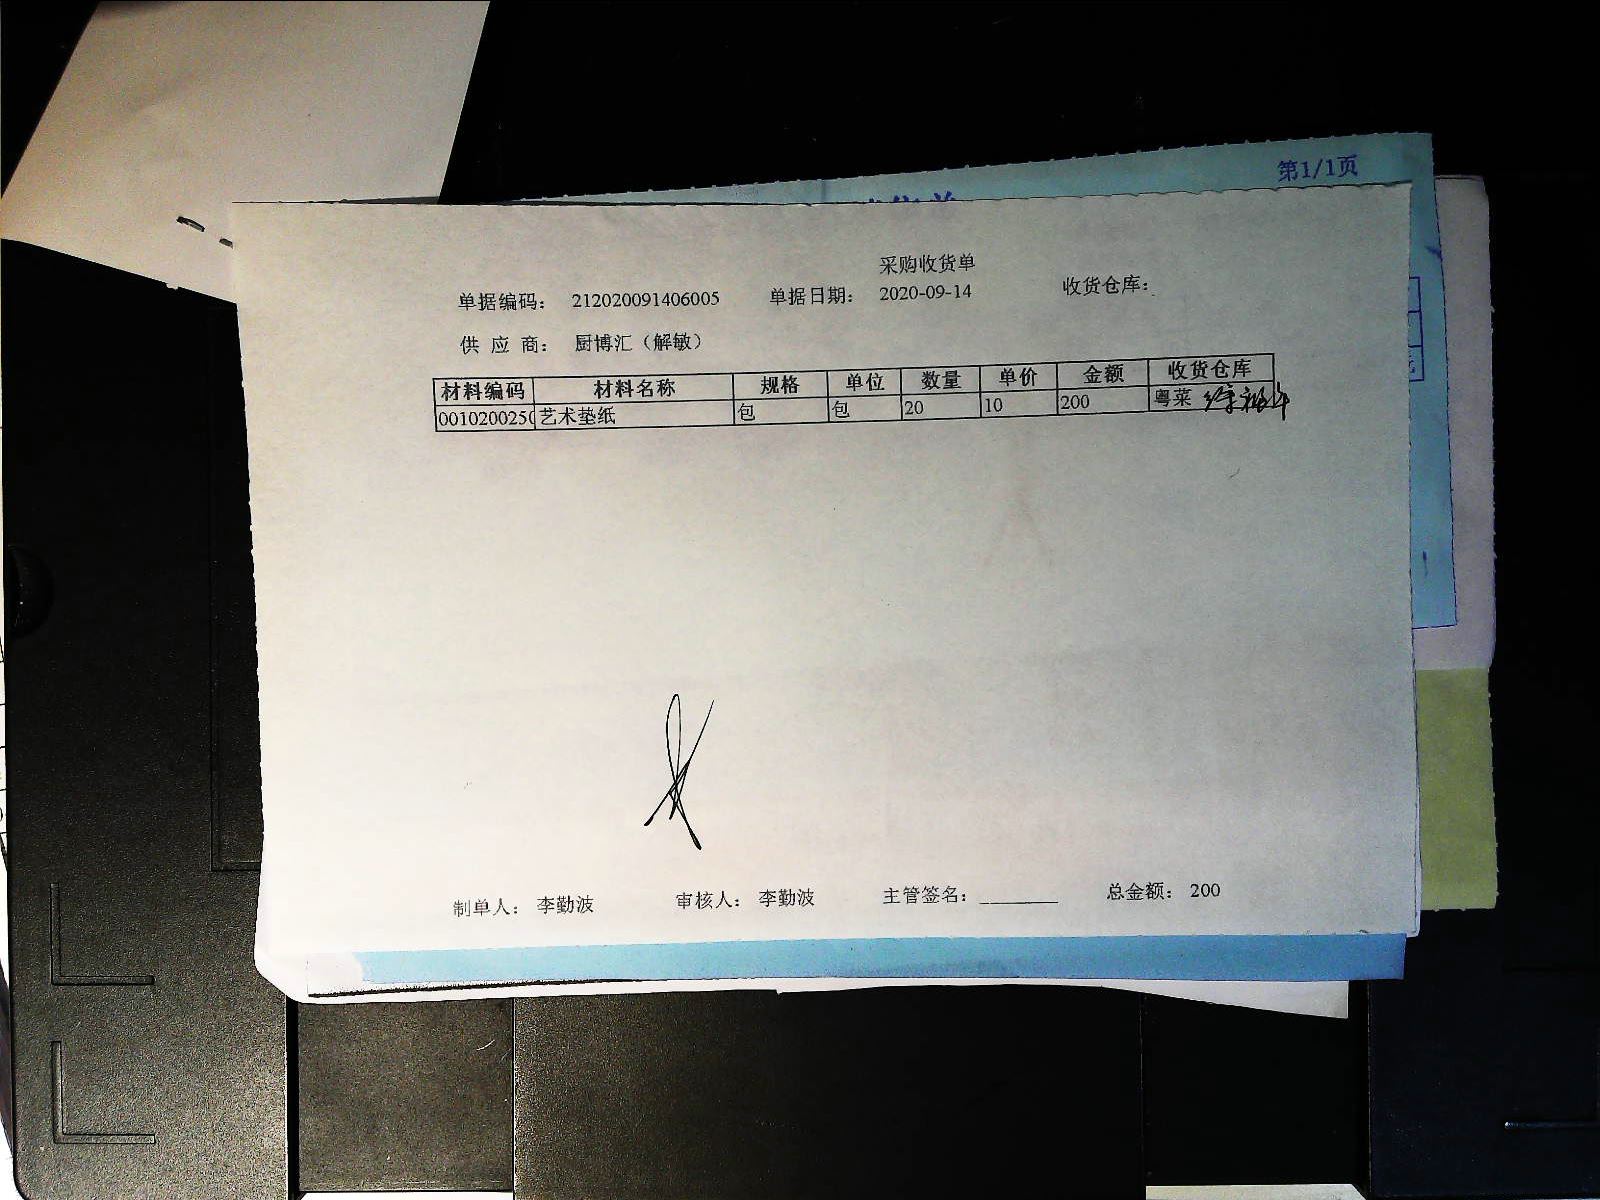 第1/1页
采购收货单
单据编码： 212020091406005 单据日期： 2020-09-14 收货仓库：
供 应 商： 厨博汇（解敏）
材料编码 材料名称 规格 单位 数量 单价 金额 收货仓库
0010200250 艺术垫纸 包 包 20 10 200 粤菜
制单人： 李勤波 审核人： 李勤波 主管签名： 总金额： 200